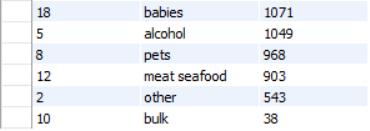 18 babies 1071
5 alcohol 1049
8 pets 968
12 meat seafood 903
2 other 543
10 bulk 38